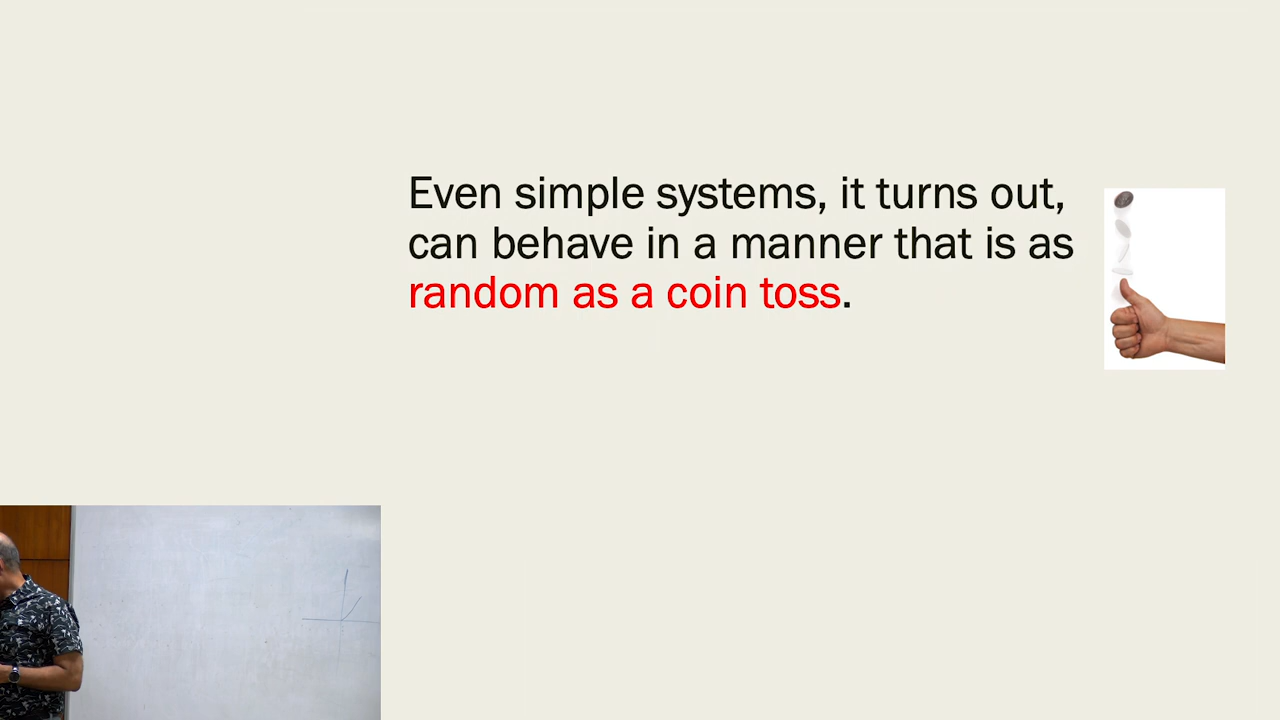 Even simple systems, it turns out,
can behave in a manner that is as
random as a coin toss.